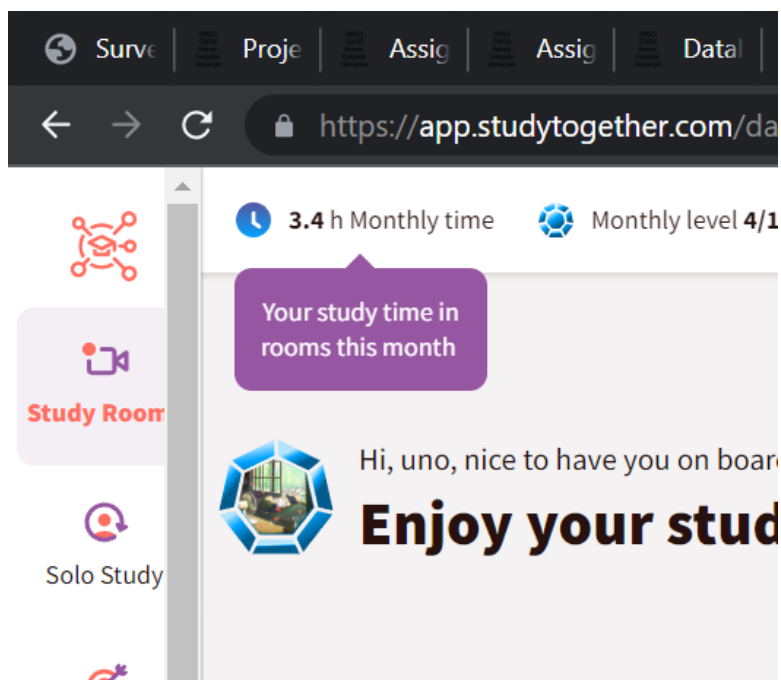 Surve
Proje
Assig
Assig
Datal
https://app.studytogether.com/da
3.4 h Monthly time
Monthly level 4/1
Your study time in
rooms this month
Study Room
Hi, uno, nice to have you on boar
Enjoy your stud
Solo Study